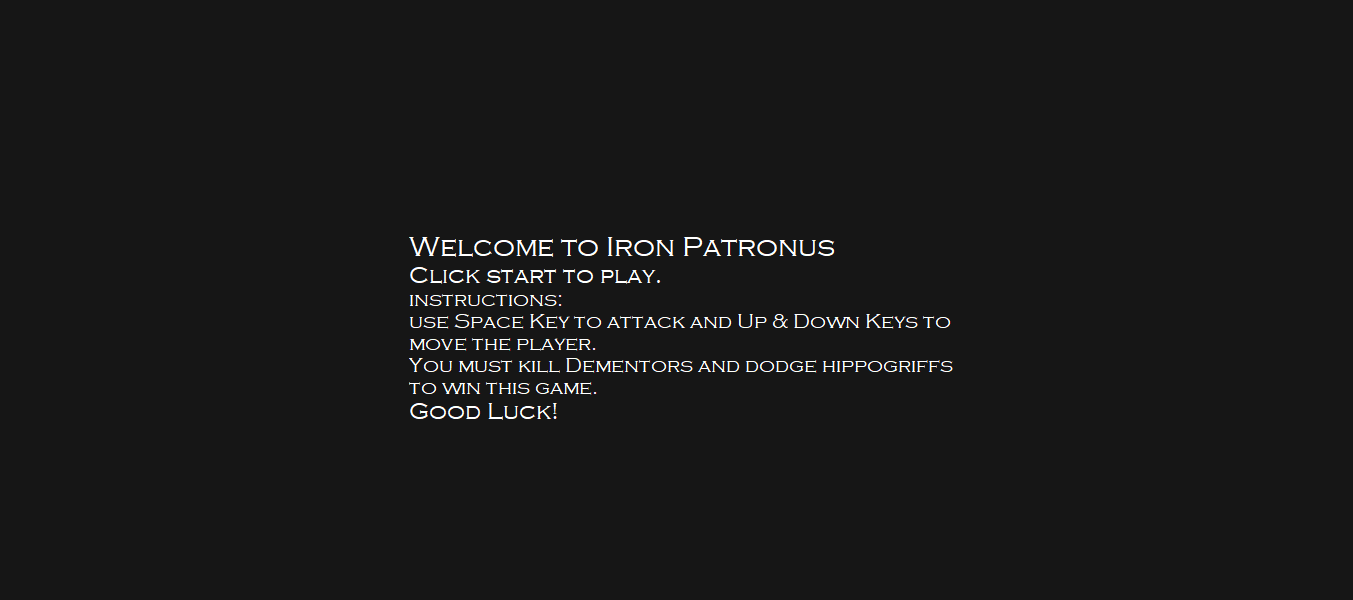 Welcome to Iron Patronus
Click start to play.
instructions:
use Space Key to attack and Up & Down Keys to
move the player.
You must kill Dementors and dodge hippogriffs
to win this game.
Good Luck!